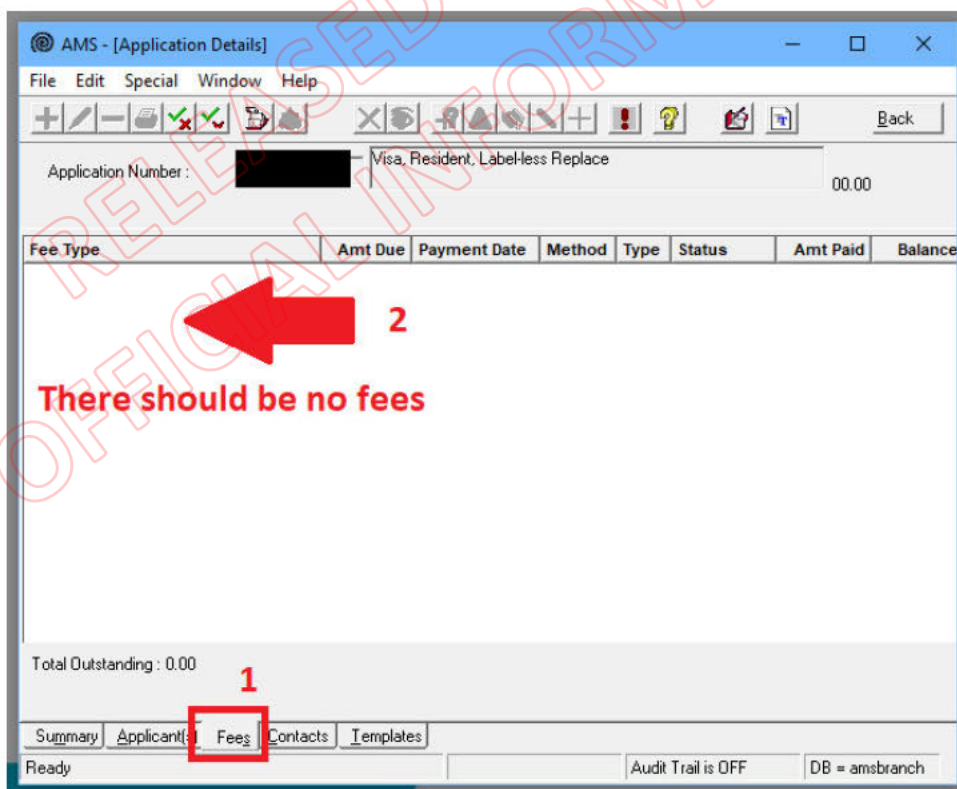 AMS - [Application Details]
File Edit Special Window Help
Back
Application Number : Visa, Resident, Label-less Replace
00.00
Fee Type Amt Due Payment Date Method Type Status Amt Paid Balance
2
There should be no fees
Total Outstanding : 0.00
1
Summary Applicant(s) Fees Contacts Templates
Ready Audit Trail is OFF DB = amsbranch
RELEASED
OFFICIAL INFORM